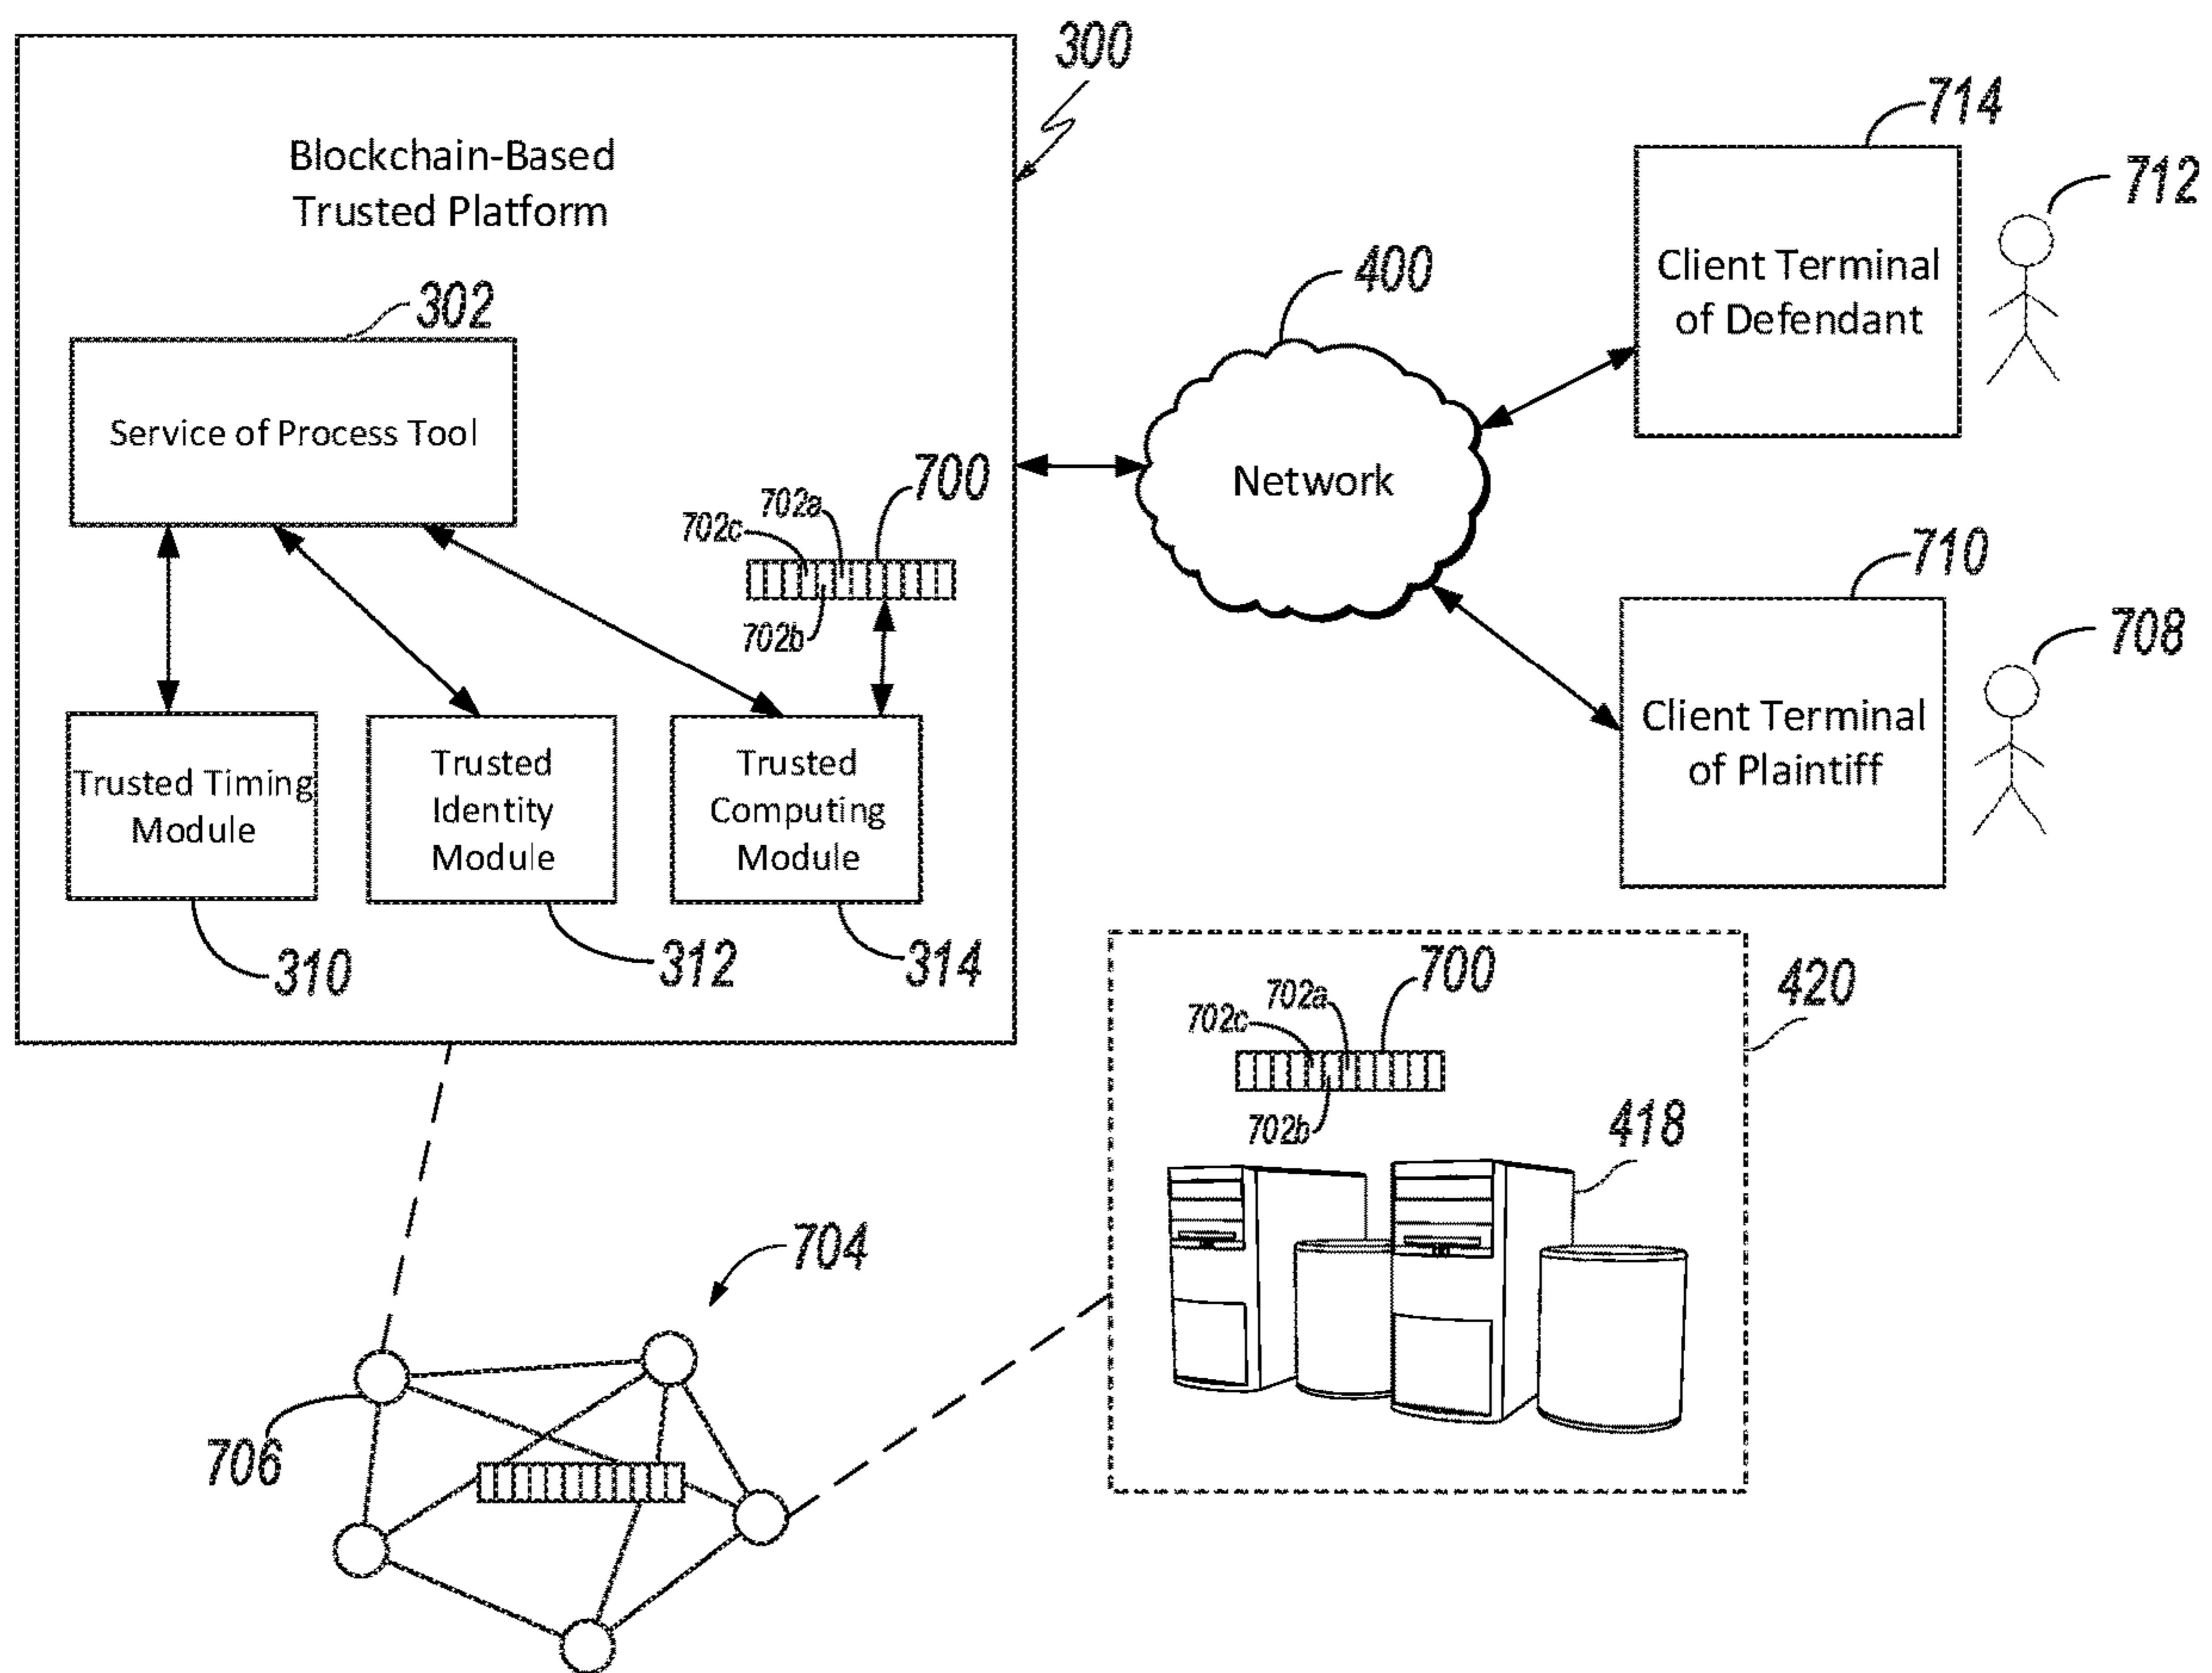 300
Blockchain-Based
Trusted Platform
302
Service of Process Tool
700
702a
702c
702b
Trusted Timing
Module
Trusted
Identity
Module
Trusted
Computing
Module
310
312
314
400
Network
714
712
Client Terminal
of Defendant
710
708
Client Terminal
of Plaintiff
420
700
702a
702c
702b
418
704
706